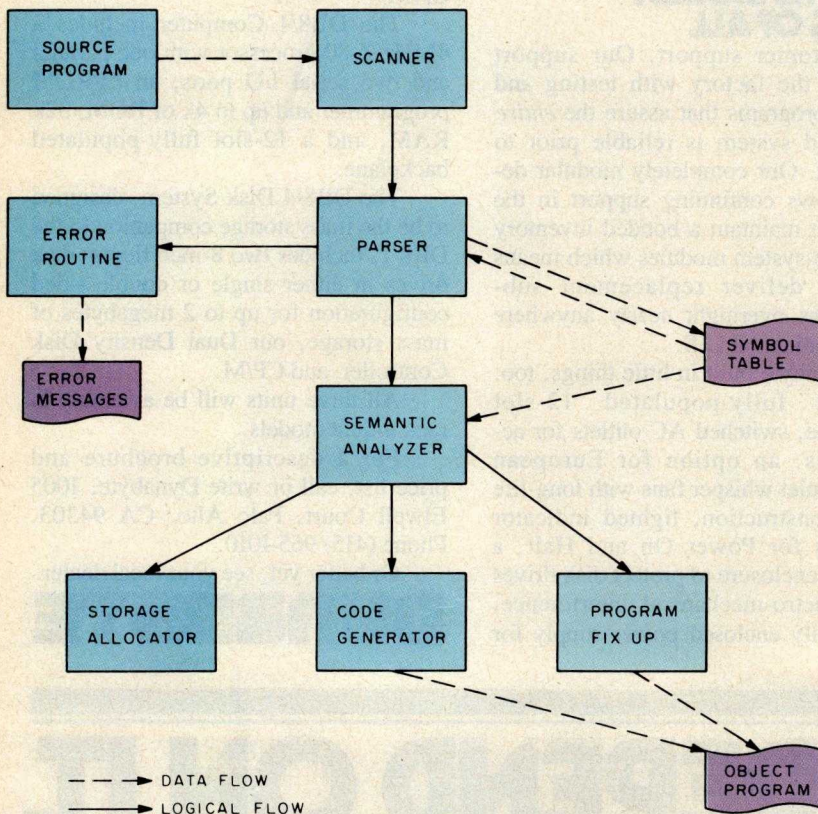 SOURCE
PROGRAM
SCANNER
ERROR
ROUTINE
PARSER
SYMBOL
TABLE
ERROR
MESSAGES
SEMANTIC
ANALYZER
STORAGE
ALLOCATOR
CODE
GENERATOR
PROGRAM
FIX UP
OBJECT
PROGRAM
DATA FLOW
LOGICAL FLOW